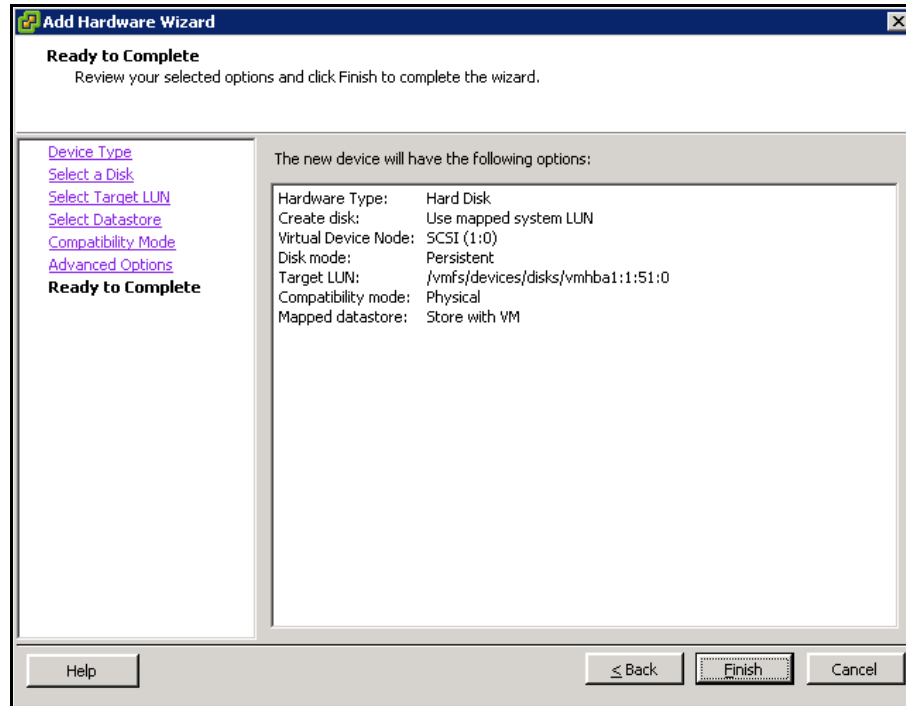 Add Hardware Wizard
Ready to Complete
Review your selected options and click Finish to complete the wizard.
Device Type
Select a Disk
Select Target LUN
Select Datastore
Compatibility Mode
Advanced Options
Ready to Complete
The new device will have the following options:
Hardware Type: Hard Disk
Create disk: Use mapped system LUN
Virtual Device Node: SCSI (1:0)
Disk mode: Persistent
Target LUN: /vmfs/devices/disks/vmhba1:1:51:0
Compatibility mode: Physical
Mapped datastore: Store with VM
Help
< Back
Finish
Cancel